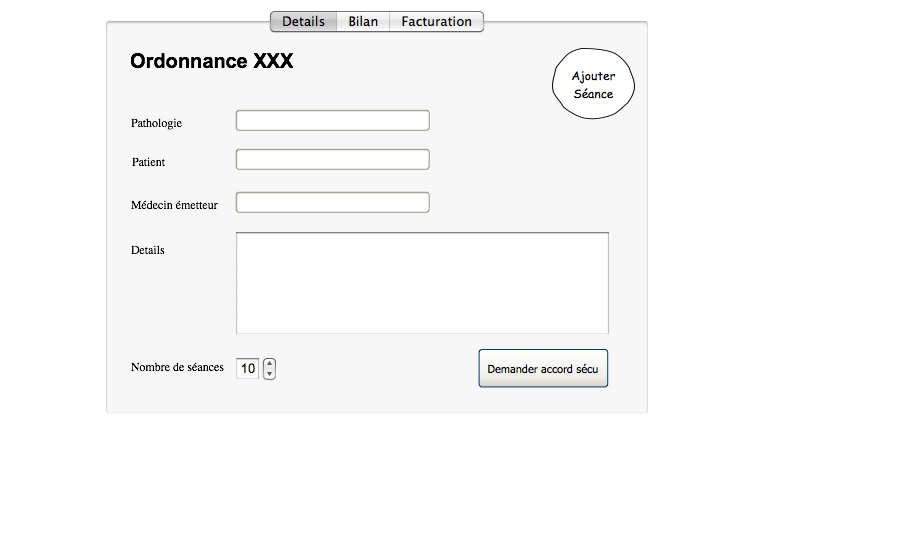 Details Bilan Facturation
Ordonnance XXX
Ajouter
Séance
Pathologie
Patient
Médecin émetteur
Details
Nombre de séances 10
Demander accord sécu